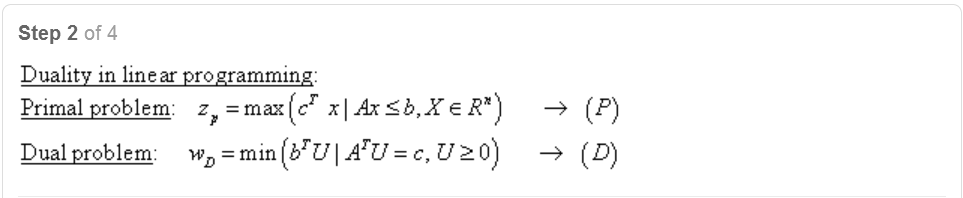 Step 2 of 4
Duality in linear programming:
Primal problem: z_p = max(c^T x | Ax ≤ b, X ∈ R^n) → (P)
Dual problem: w_D = min(b^T U | A^T U = c, U ≥ 0) → (D)